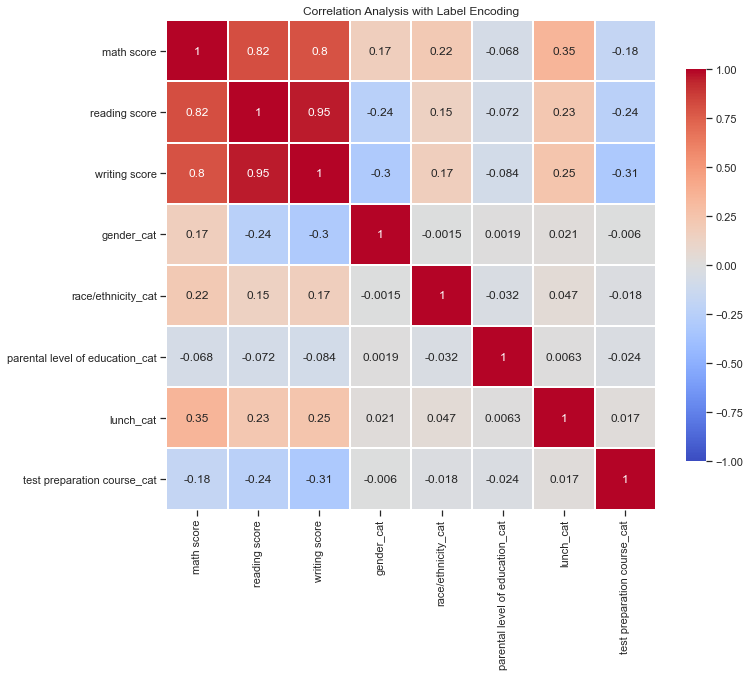 Correlation Analysis with Label Encoding
math score 1 0.82 0.8 0.17 0.22 -0.068 0.35 -0.18
reading score 0.82 1 0.95 -0.24 0.15 -0.072 0.23 -0.24
writing score 0.8 0.95 1 -0.3 0.17 -0.084 0.25 -0.31
gender_cat 0.17 -0.24 -0.3 1 -0.0015 0.0019 0.021 -0.006
race/ethnicity_cat 0.22 0.15 0.17 -0.0015 1 -0.032 0.047 -0.018
parental level of education_cat -0.068 -0.072 -0.084 0.0019 -0.032 1 0.0063 -0.024
lunch_cat 0.35 0.23 0.25 0.021 0.047 0.0063 1 0.017
test preparation course_cat -0.18 -0.24 -0.31 -0.006 -0.018 -0.024 0.017 1
math score
reading score
writing score
gender_cat
race/ethnicity_cat
parental level of education_cat
lunch_cat
test preparation course_cat
1.00
0.75
0.50
0.25
0.00
−0.25
−0.50
−0.75
−1.00